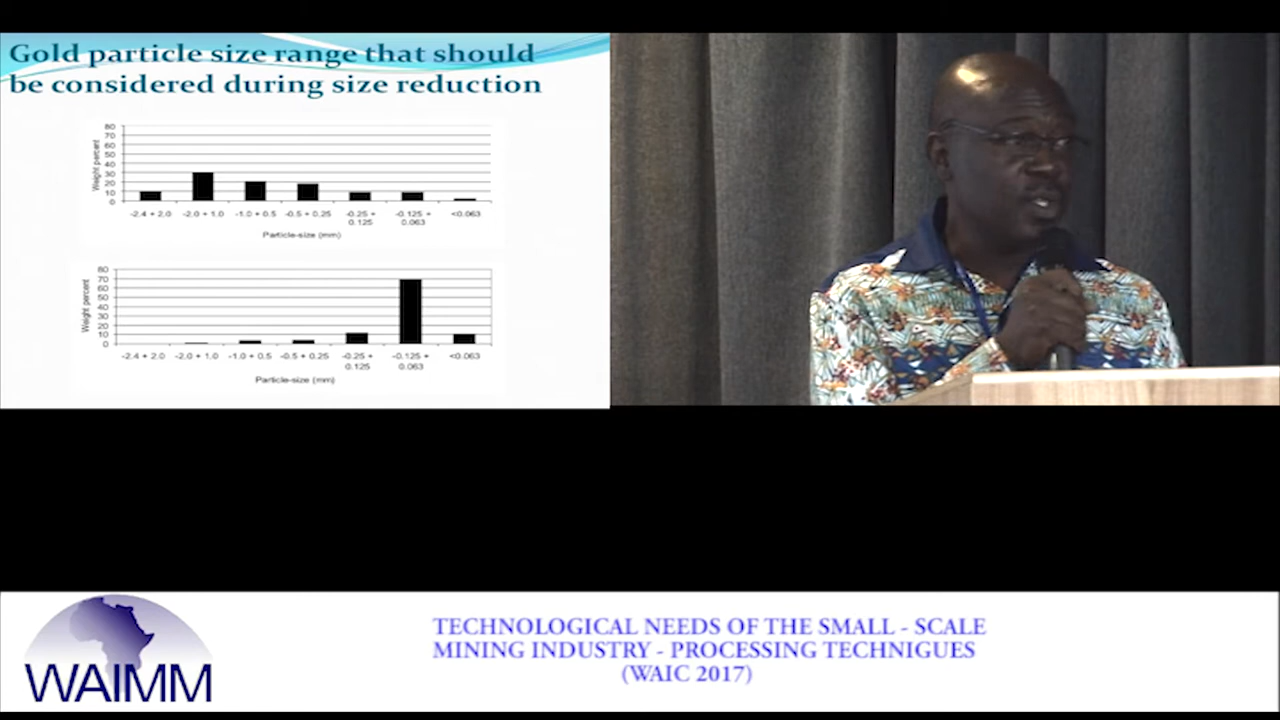 Gold particle size range that should
be considered during size reduction
80
70
60
50
40
30
20
10
0
Weight percent
-2.4 + 2.0 -2.0 + 1.0 -1.0 + 0.5 -0.5 + 0.25 -0.25 + -0.125 + <0.063
0.125 0.063
Particle-size (mm)
80
70
60
50
40
30
20
10
0
Weight percent
-2.4 + 2.0 -2.0 + 1.0 -1.0 + 0.5 -0.5 + 0.25 -0.25 + -0.125 + <0.063
0.125 0.063
Particle-size (mm)
WAIMM
TECHNOLOGICAL NEEDS OF THE SMALL - SCALE
MINING INDUSTRY - PROCESSING TECHNIGUES
(WAIC 2017)